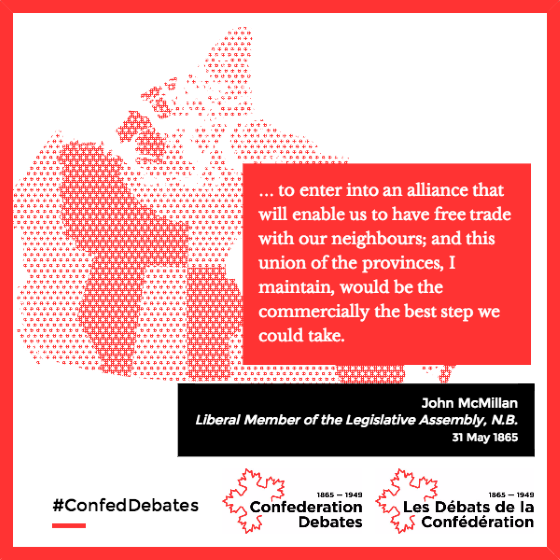 ... to enter into an alliance that
will enable us to have free trade
with our neighbours; and this
union of the provinces, I
maintain, would be the
commercially the best step we
could take.
John McMillan
Liberal Member of the Legislative Assembly, N.B.
31 May 1865
#ConfedDebates
1865 — 1949
Confederation
Debates
1865 — 1949
Les Débats de la
Confédération